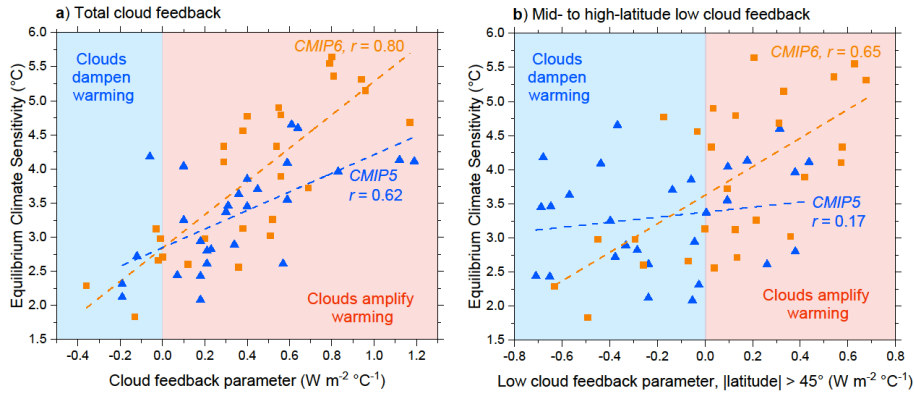 a) Total cloud feedback
Equilibrium Climate Sensitivity (°C)
6.0
5.5
5.0
4.5
4.0
3.5
3.0
2.5
2.0
1.5
Clouds
dampen
warming
CMIP6, r = 0.80
CMIP5
r = 0.62
Clouds amplify
warming
-0.4 -0.2 0.0 0.2 0.4 0.6 0.8 1.0 1.2
Cloud feedback parameter (W m-2 °C-1)
b) Mid- to high-latitude low cloud feedback
Equilibrium Climate Sensitivity (°C)
6.0
5.5
5.0
4.5
4.0
3.5
3.0
2.5
2.0
1.5
Clouds
dampen
warming
CMIP6, r = 0.65
CMIP5
r = 0.17
Clouds amplify
warming
-0.8 -0.6 -0.4 -0.2 0.0 0.2 0.4 0.6 0.8
Low cloud feedback parameter, |latitude| > 45° (W m-2 °C-1)